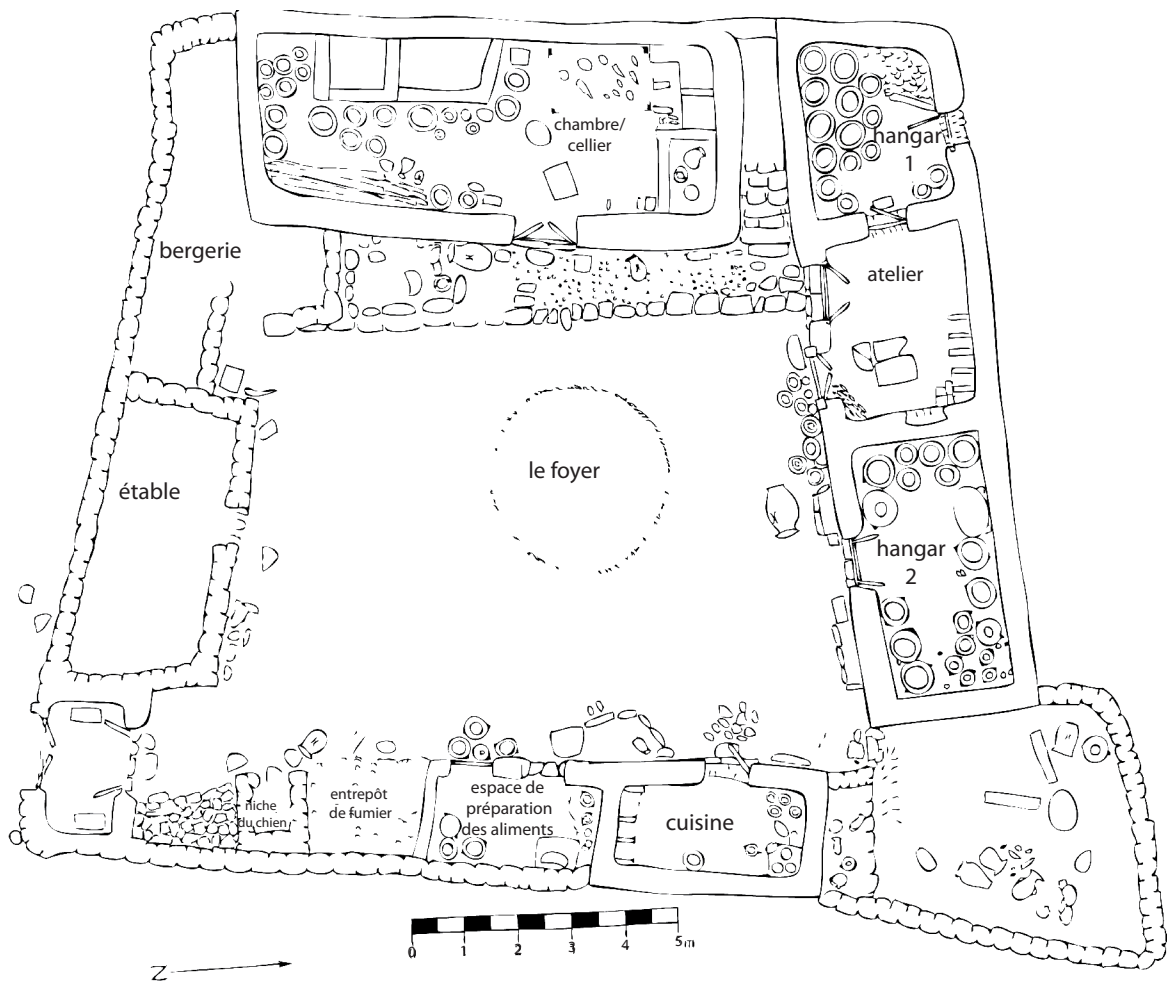 chambre/
cellier
hangar
1
bergerie
atelier
le foyer
étable
hangar
2
niche
du chien
entrepôt
de fumier
espace de
préparation
des aliments
cuisine
0 1 2 3 4 5 m
N